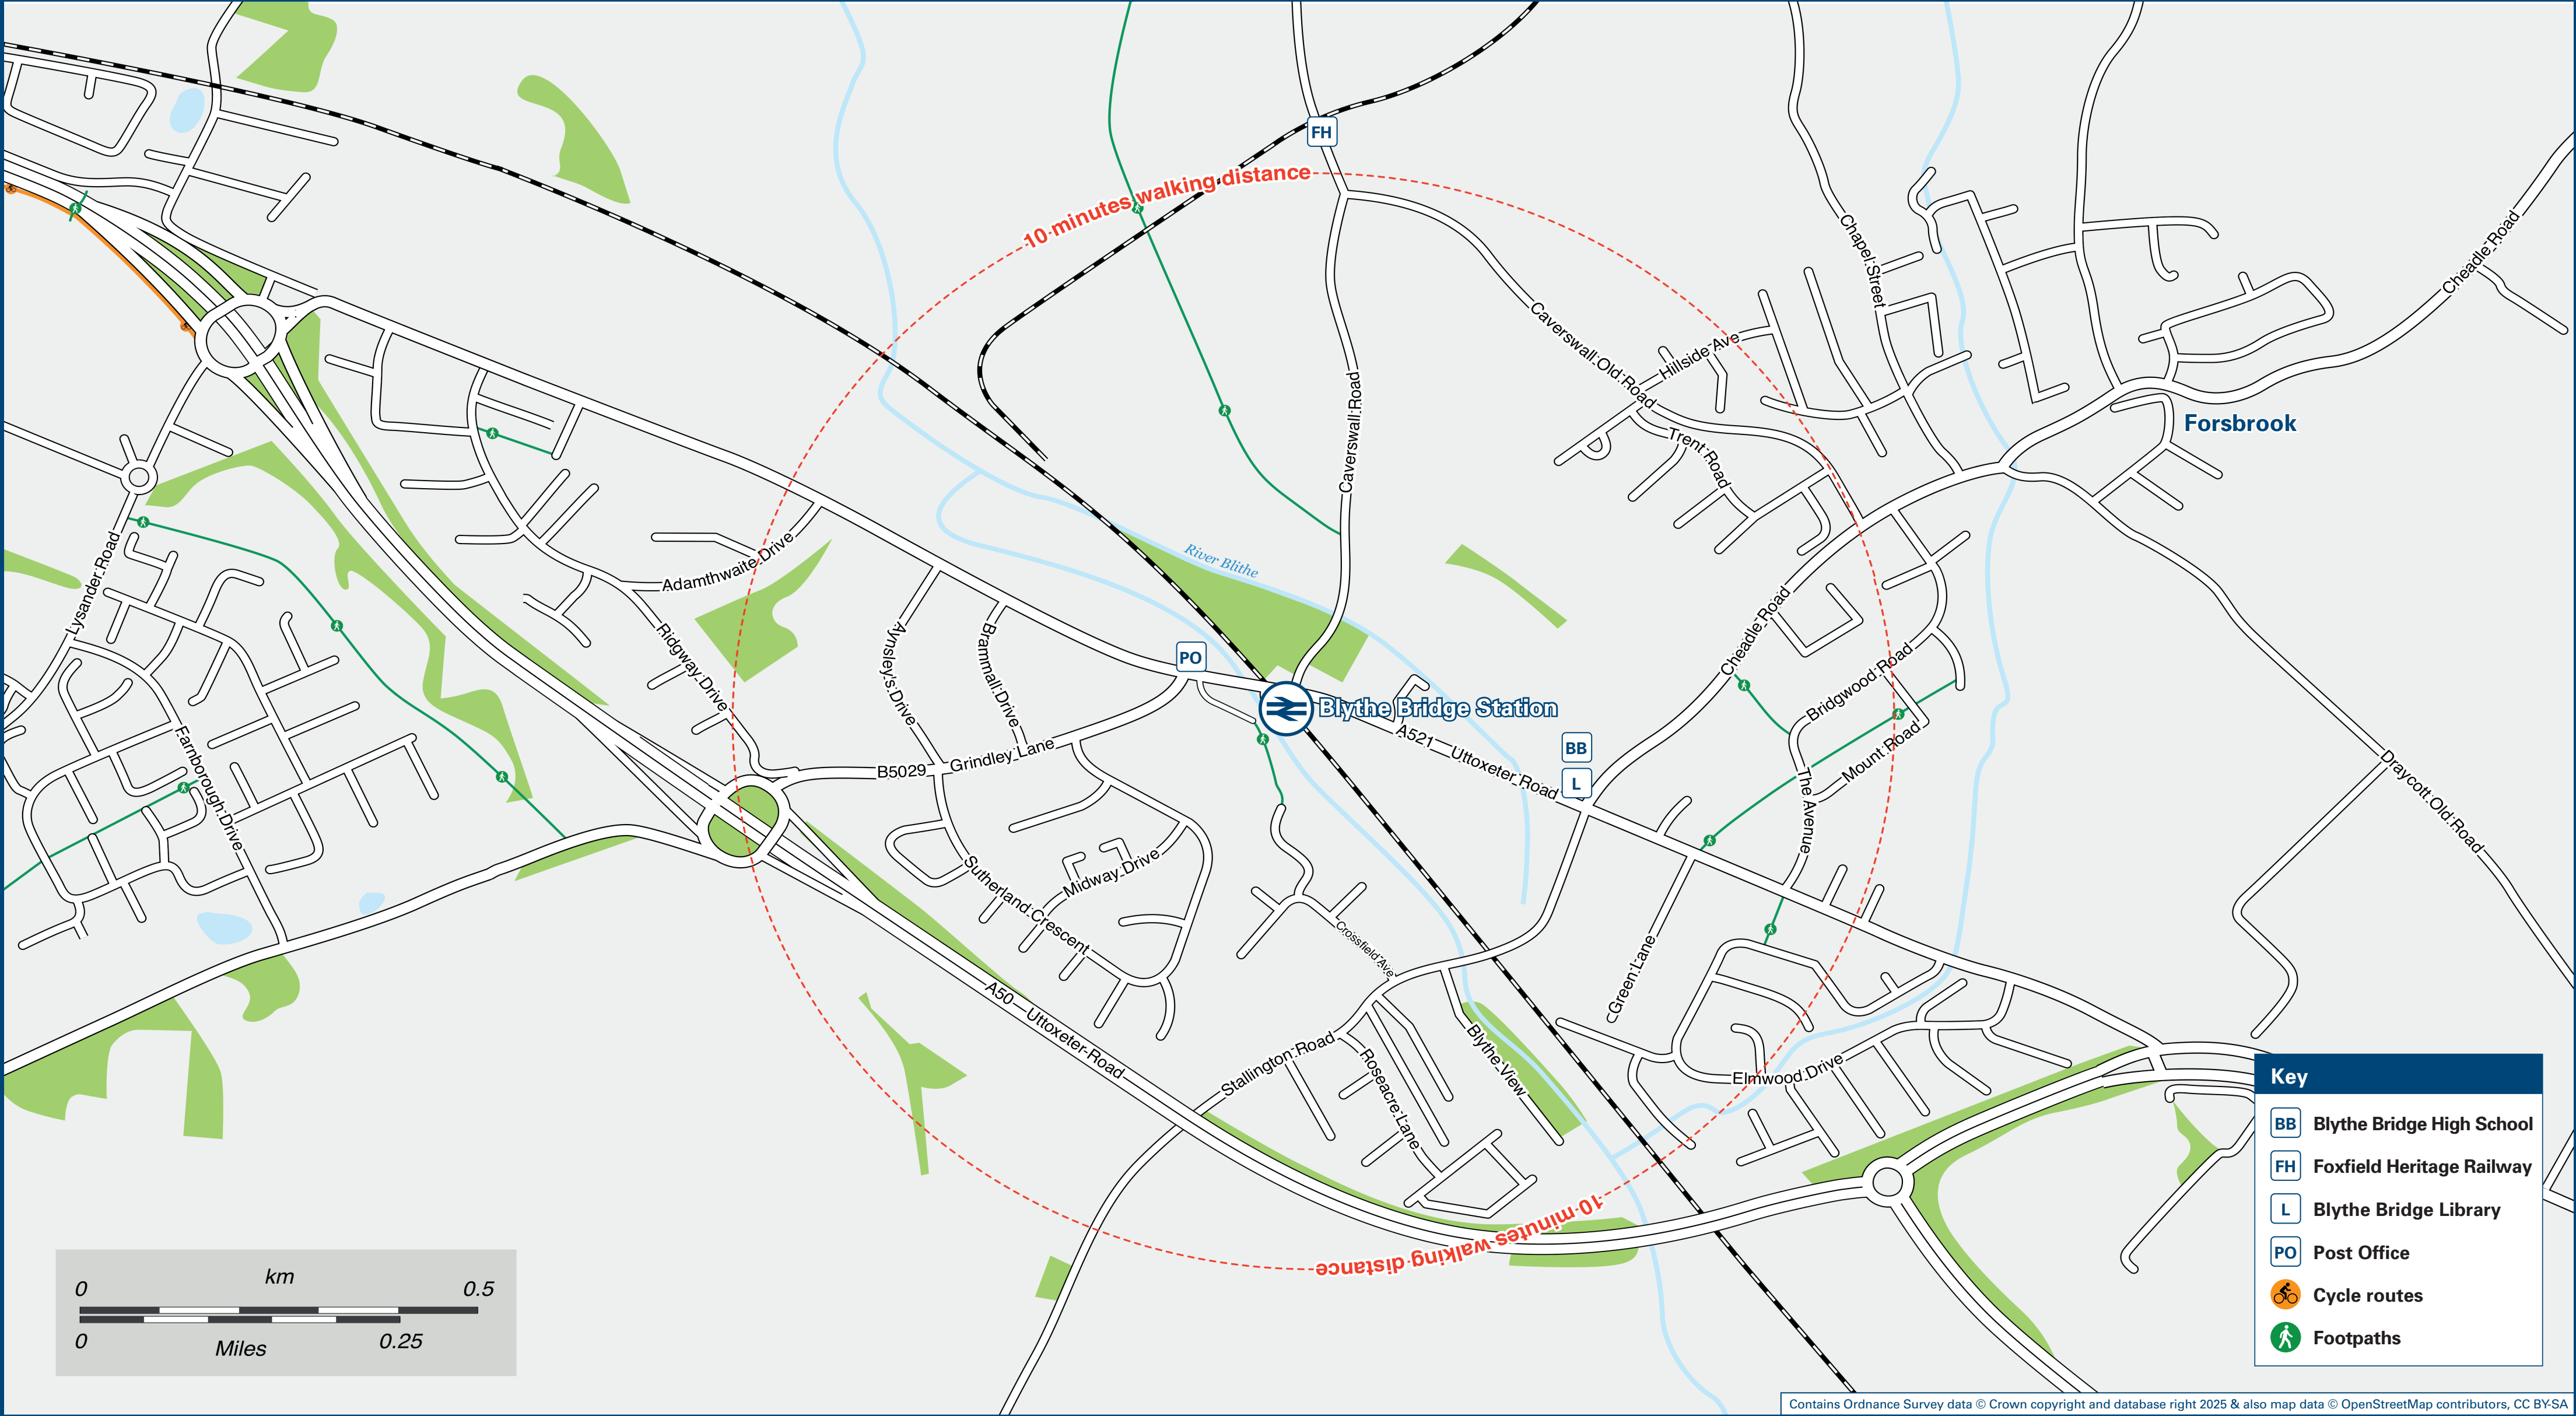 FH
10 minutes walking distance
Chapel Street
Cheadle Road
Caverswall Old Road
Hillside Ave
Caverswall Road
Trent Road
Forsbrook
Lysander Road
Adamthwaite Drive
River Blithe
Ridgway Drive
Aynsley's Drive
Brammall Drive
PO
Cheadle Road
Bridgwood Road
Blythe Bridge Station
A521
Uttoxeter Road
BB
L
B5029
Grindley Lane
Mount Road
The Avenue
Farnborough Drive
Draycott Old Road
Midway Drive
Sutherland Crescent
Crossfield Ave
Green Lane
A50
Uttoxeter Road
Stallington Road
Roseacre Lane
Blythe View
Elmwood Drive
10 minutes walking distance
Key
BB Blythe Bridge High School
FH Foxfield Heritage Railway
L Blythe Bridge Library
PO Post Office
Cycle routes
Footpaths
km
0 0.5
0 0.25
Miles
Contains Ordnance Survey data © Crown copyright and database right 2025 & also map data © OpenStreetMap contributors, CC BY-SA